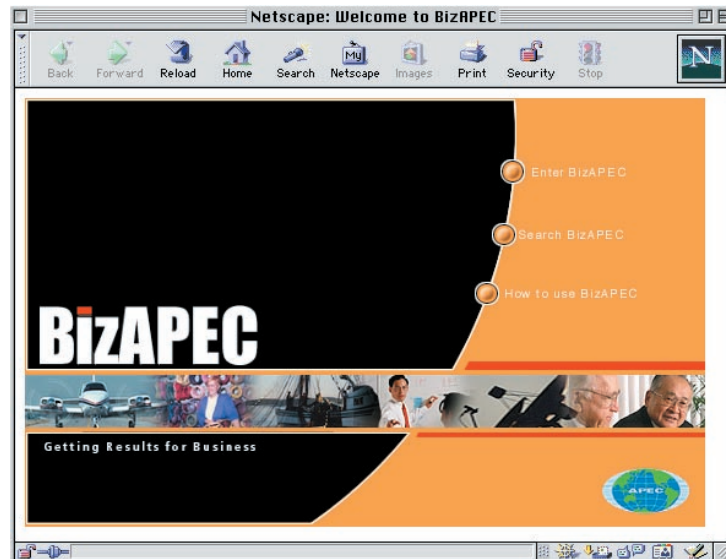 Netscape: Welcome to BizAPEC
Back Forward Reload Home Search Netscape Images Print Security Stop
My
N
Enter BizAPEC
Search BizAPEC
How to use BizAPEC
BizAPEC
Getting Results for Business
APEC